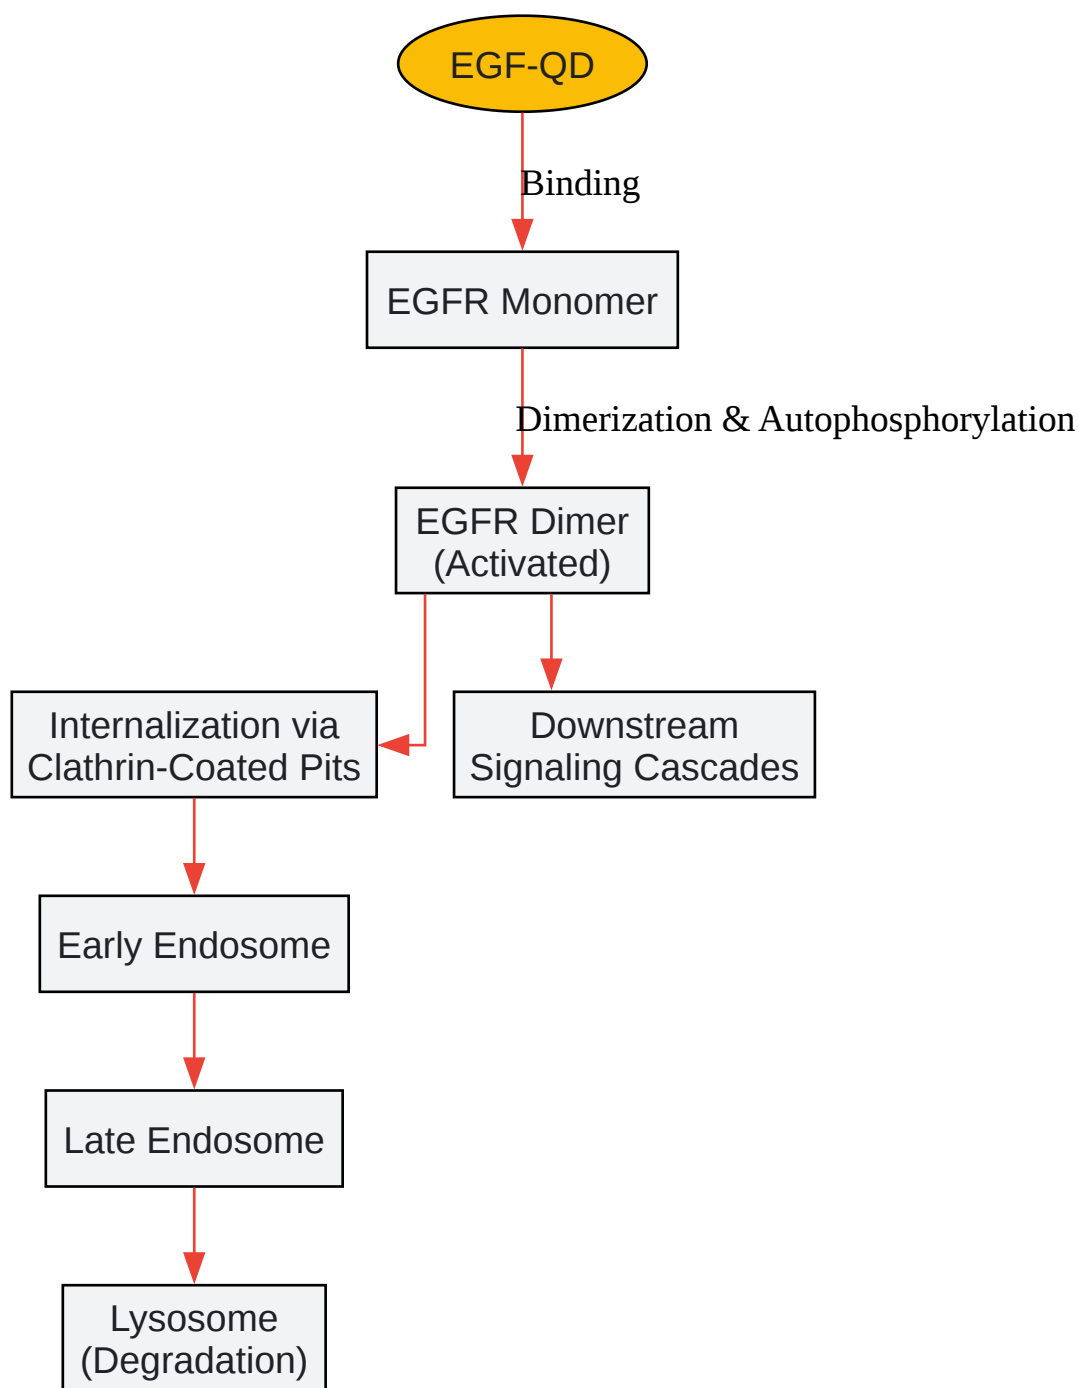 EGF-QD
Binding
EGFR Monomer
Dimerization & Autophosphorylation
EGFR Dimer
(Activated)
Internalization via
Clathrin-Coated Pits
Downstream
Signaling Cascades
Early Endosome
Late Endosome
Lysosome
(Degradation)